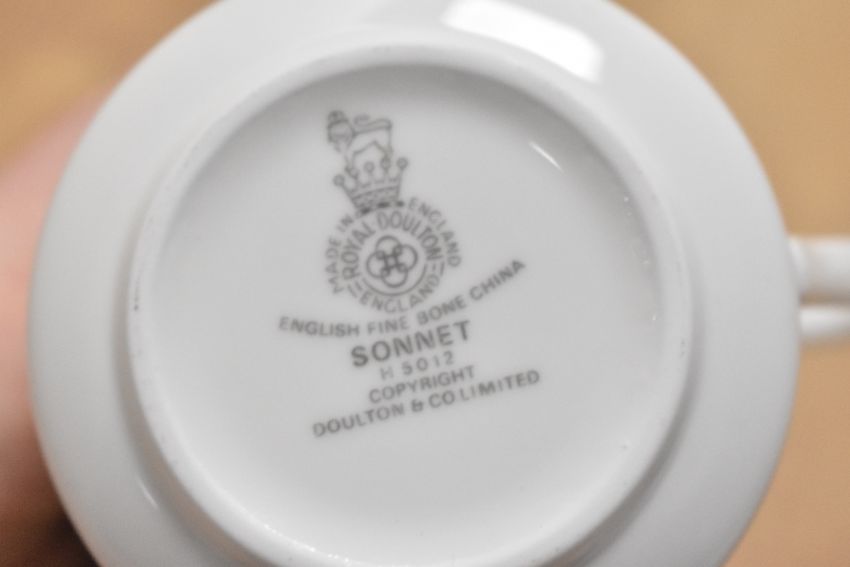 MADE IN ENGLAND
ROYAL DOULTON
ENGLAND
ENGLISH FINE BONE CHINA
SONNET
H 5012
COPYRIGHT
DOULTON & CO LIMITED